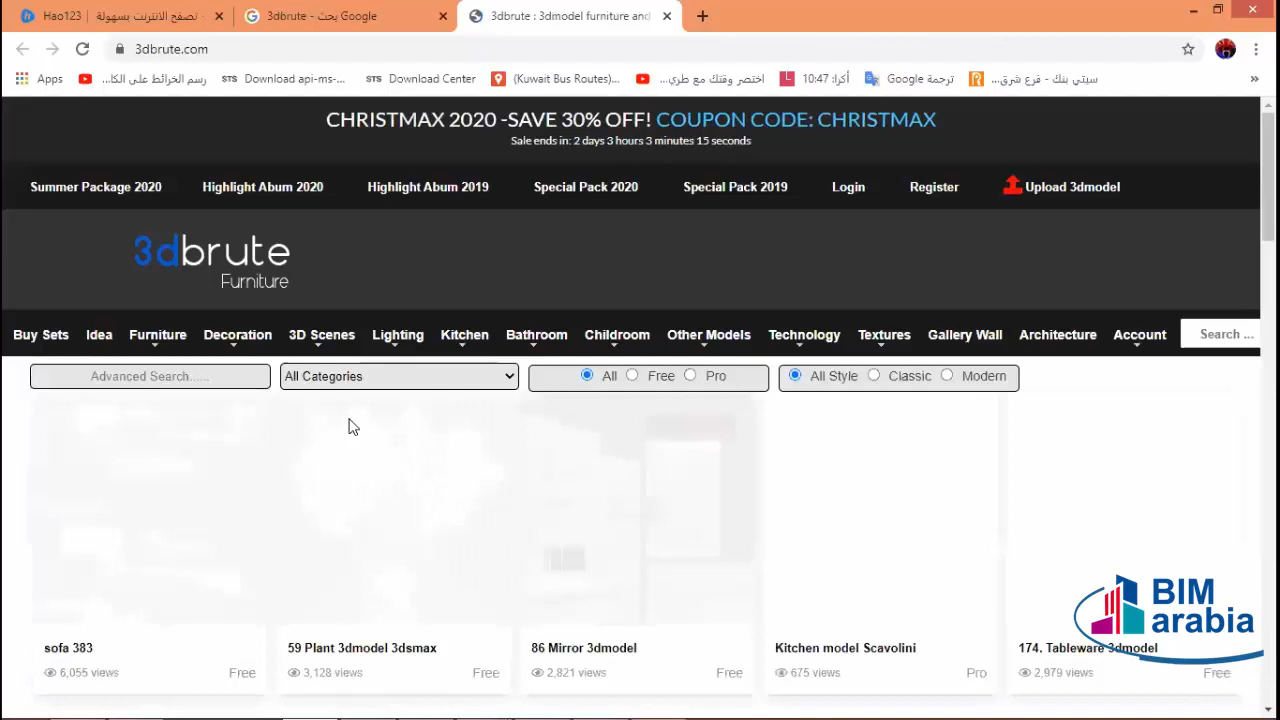 Hao123 | تصفح الانترنت بسهولة -
3dbrute - بحث Google
3dbrute : 3dmodel furniture and
3dbrute.com
Apps
رسم الخرائط على الكا...
STS Download api-ms-...
STS Download Center
(Kuwait Bus Routes)...
اختصر وقتك مع طري...
أكرا: 10:47
ترجمة Google
سيتي بنك - فرع شرق...
»
CHRISTMAX 2020 -SAVE 30% OFF! COUPON CODE: CHRISTMAX
Sale ends in: 2 days 3 hours 3 minutes 15 seconds
Summer Package 2020
Highlight Abum 2020
Highlight Abum 2019
Special Pack 2020
Special Pack 2019
Login
Register
Upload 3dmodel
3dbrute
Furniture
Buy Sets
Idea
Furniture
Decoration
3D Scenes
Lighting
Kitchen
Bathroom
Childroom
Other Models
Technology
Textures
Gallery Wall
Architecture
Account
Search ...
Advanced Search......
All Categories
All Free Pro
All Style Classic Modern
sofa 383
6,055 views Free
59 Plant 3dmodel 3dsmax
3,128 views Free
86 Mirror 3dmodel
2,821 views Free
Kitchen model Scavolini
675 views Pro
174. Tableware 3dmodel
2,979 views Free
BIM
arabia